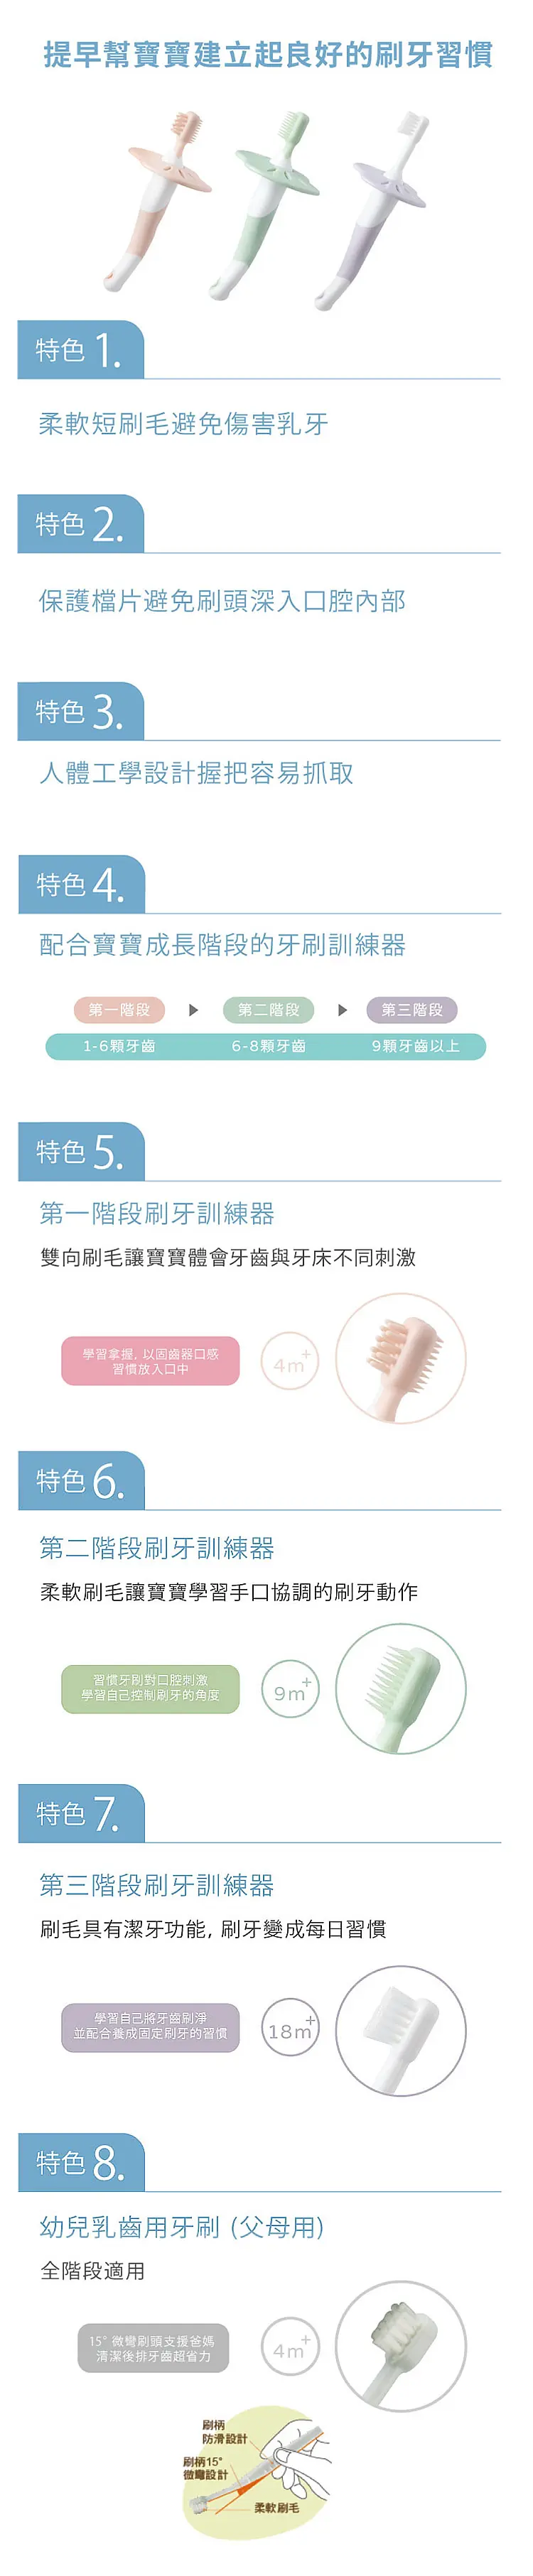 提早幫寶寶建立起良好的刷牙習慣
特色 1.
柔軟短刷毛避免傷害乳牙
特色 2.
保護檔片避免刷頭深入口腔內部
特色 3.
人體工學設計握把容易抓取
特色 4.
配合寶寶成長階段的牙刷訓練器
第一階段 ▶ 第二階段 ▶ 第三階段
1-6顆牙齒 6-8顆牙齒 9顆牙齒以上
特色 5.
第一階段刷牙訓練器
雙向刷毛讓寶寶體會牙齒與牙床不同刺激
學習拿握, 以固齒器口感
習慣放入口中
4m+
特色 6.
第二階段刷牙訓練器
柔軟刷毛讓寶寶學習手口協調的刷牙動作
習慣牙刷對口腔刺激
學習自己控制刷牙的角度
9m+
特色 7.
第三階段刷牙訓練器
刷毛具有潔牙功能, 刷牙變成每日習慣
學習自己將牙齒刷淨
並配合養成固定刷牙的習慣
18m+
特色 8.
幼兒乳齒用牙刷 (父母用)
全階段適用
15° 微彎刷頭支援爸媽
清潔後排牙齒超省力
4m+
刷柄
防滑設計
刷柄15°
微彎設計
柔軟刷毛